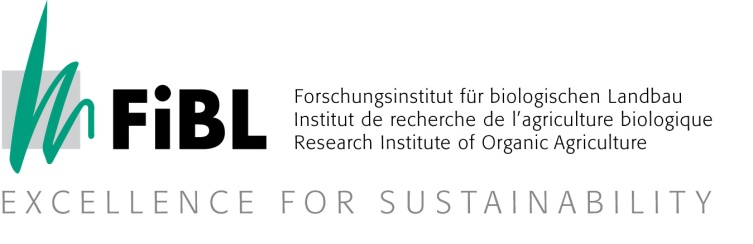 FiBL
Forschungsinstitut für biologischen Landbau
Institut de recherche de l'agriculture biologique
Research Institute of Organic Agriculture
EXCELLENCE FOR SUSTAINABILITY